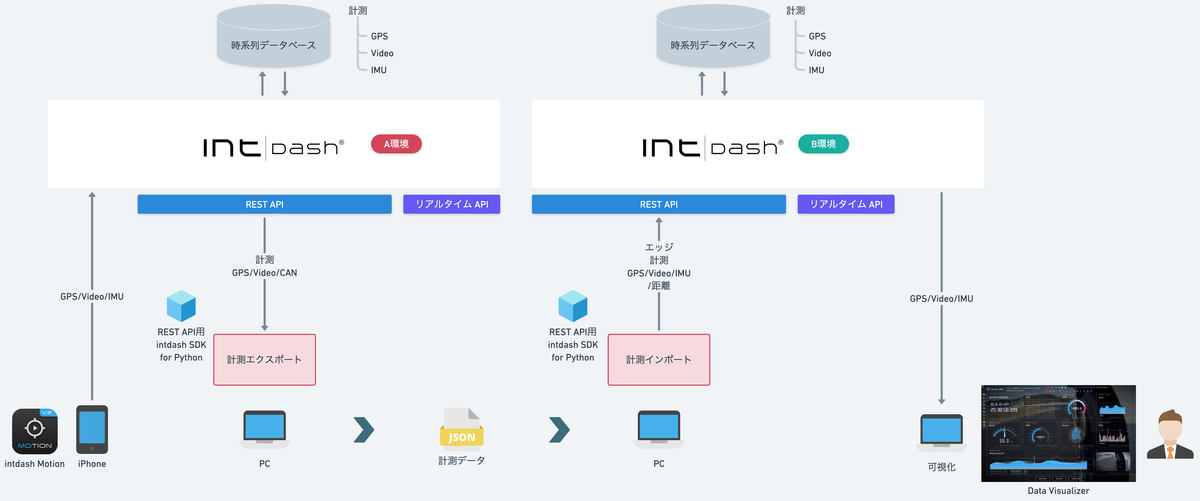 時系列データベース
計測
GPS
Video
IMU
時系列データベース
計測
GPS
Video
IMU
INT DASH®
A環境
INT DASH®
B環境
REST API
リアルタイム API
REST API
リアルタイム API
計測
GPS/Video/CAN
エッジ
計測
GPS/Video/IMU
/距離
GPS/Video/IMU
GPS/Video/IMU
REST API用
intdash SDK
for Python
計測エクスポート
REST API用
intdash SDK
for Python
計測インポート
V2
MOTION
intdash Motion
iPhone
PC
JSON
計測データ
PC
可視化
Data Visualizer